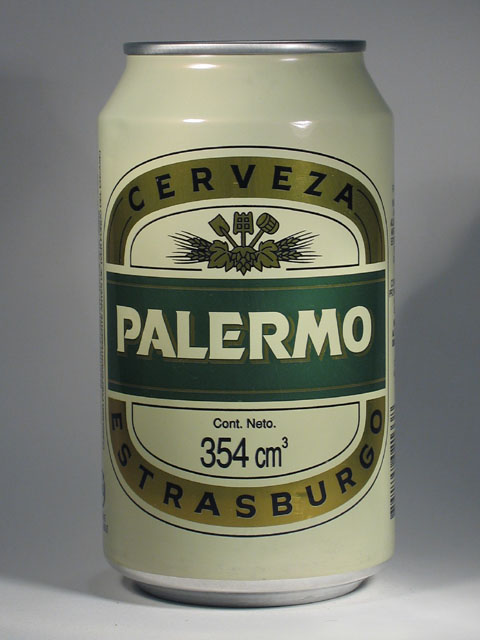 CERVEZA
PALERMO
Cont. Neto.
354 cm³
ESTRASBURGO